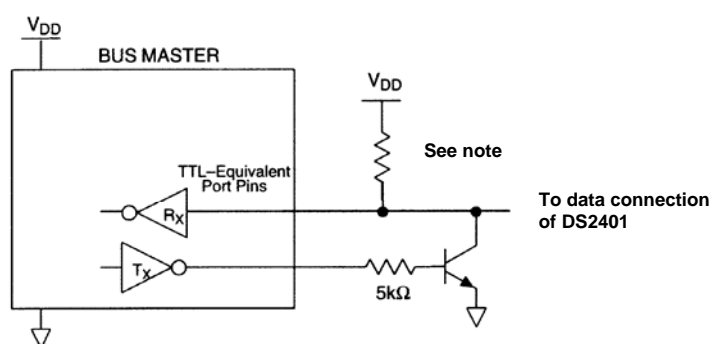 VDD
BUS MASTER
VDD
See note
TTL–Equivalent
Port Pins
RX
To data connection
of DS2401
TX
5kΩ